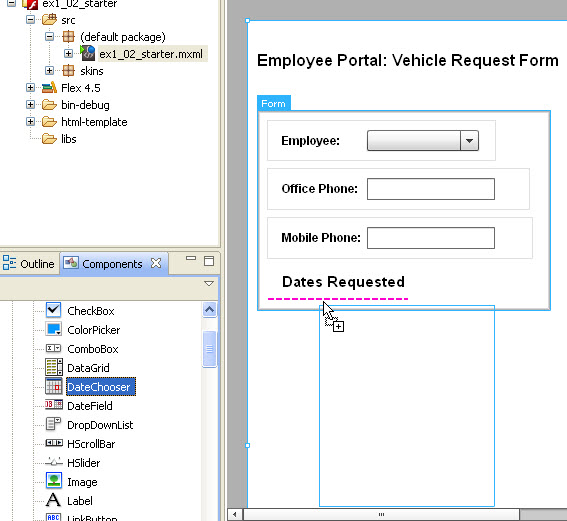 ex1_02_starter
src
(default package)
ex1_02_starter.mxml
skins
Flex 4.5
bin-debug
html-template
libs
Outline
Components
CheckBox
ColorPicker
ComboBox
DataGrid
DateChooser
DateField
DropDownList
HScrollBar
HSlider
Image
Label
LinkButton
Employee Portal: Vehicle Request Form
Form
Employee:
Office Phone:
Mobile Phone:
Dates Requested